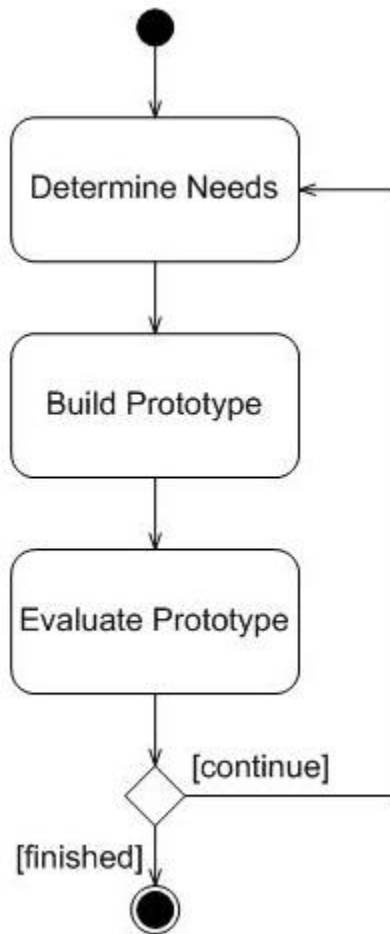 Determine Needs
Build Prototype
Evaluate Prototype
[continue]
[finished]